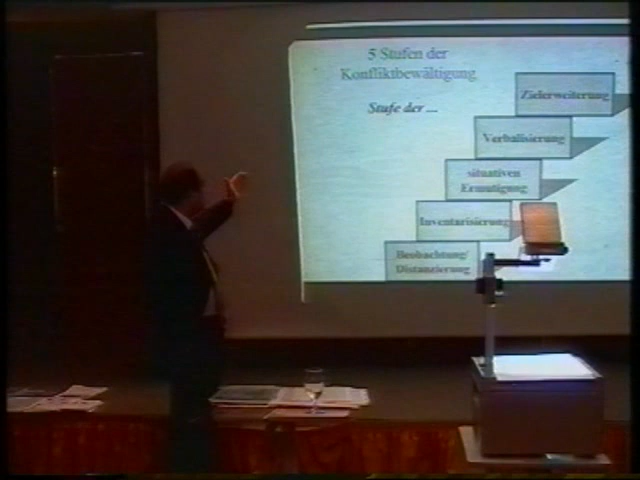 5 Stufen der
Konfliktbewältigung
Stufe der ...
Zielerweiterung
Verbalisierung
situativen
Ermutigung
Inventarisierung
Beobachtung/
Distanzierung